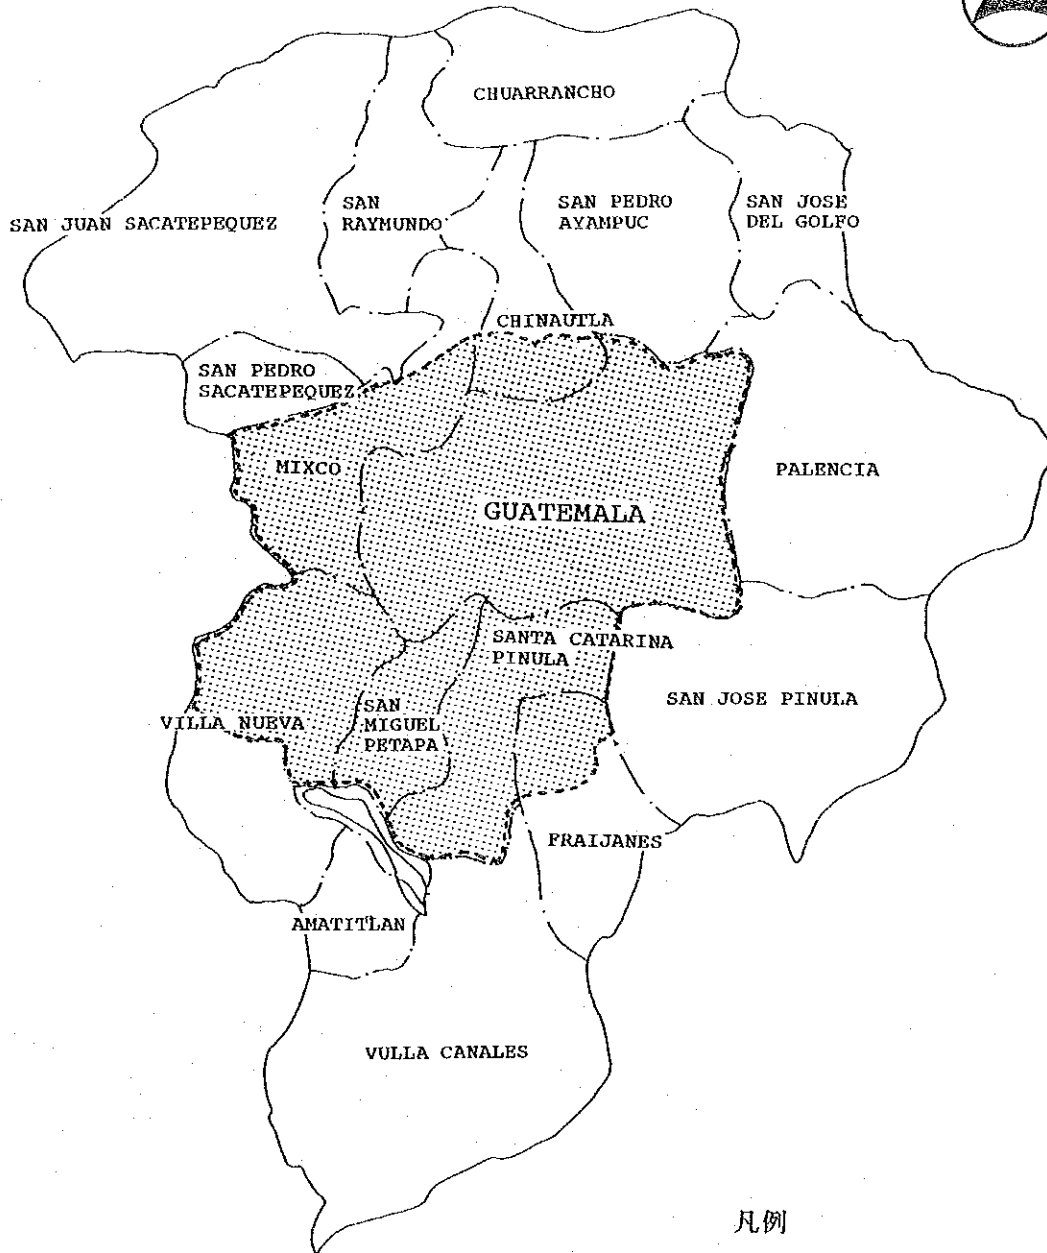 CHUARRANCHO
SAN JUAN SACATEPEQUEZ
SAN
RAYMUNDO
SAN PEDRO
AYAMPUC
SAN JOSE
DEL GOLFO
CHINAUTLA
SAN PEDRO
SACATEPEQUEZ
MIXCO
PALENCIA
GUATEMALA
SANTA CATARINA
PINULA
SAN JOSE PINULA
VILLA NUEVA
SAN
MIGUEL
PETAPA
FRAIJANES
AMATITLAN
VULLA CANALES
凡例